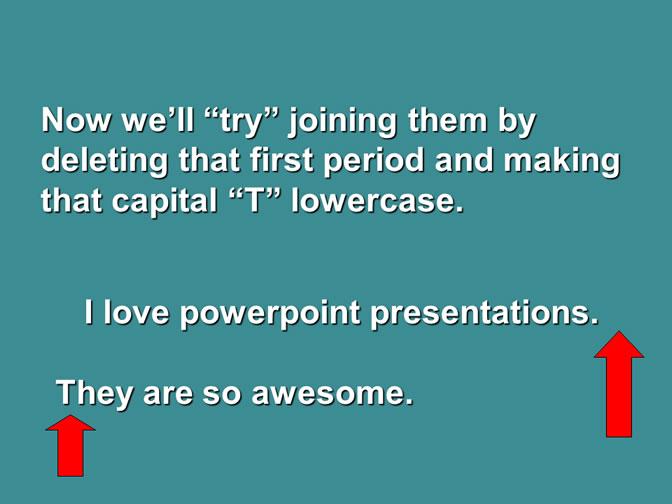 Now we’ll “try” joining them by
deleting that first period and making
that capital “T” lowercase.
I love powerpoint presentations.
They are so awesome.